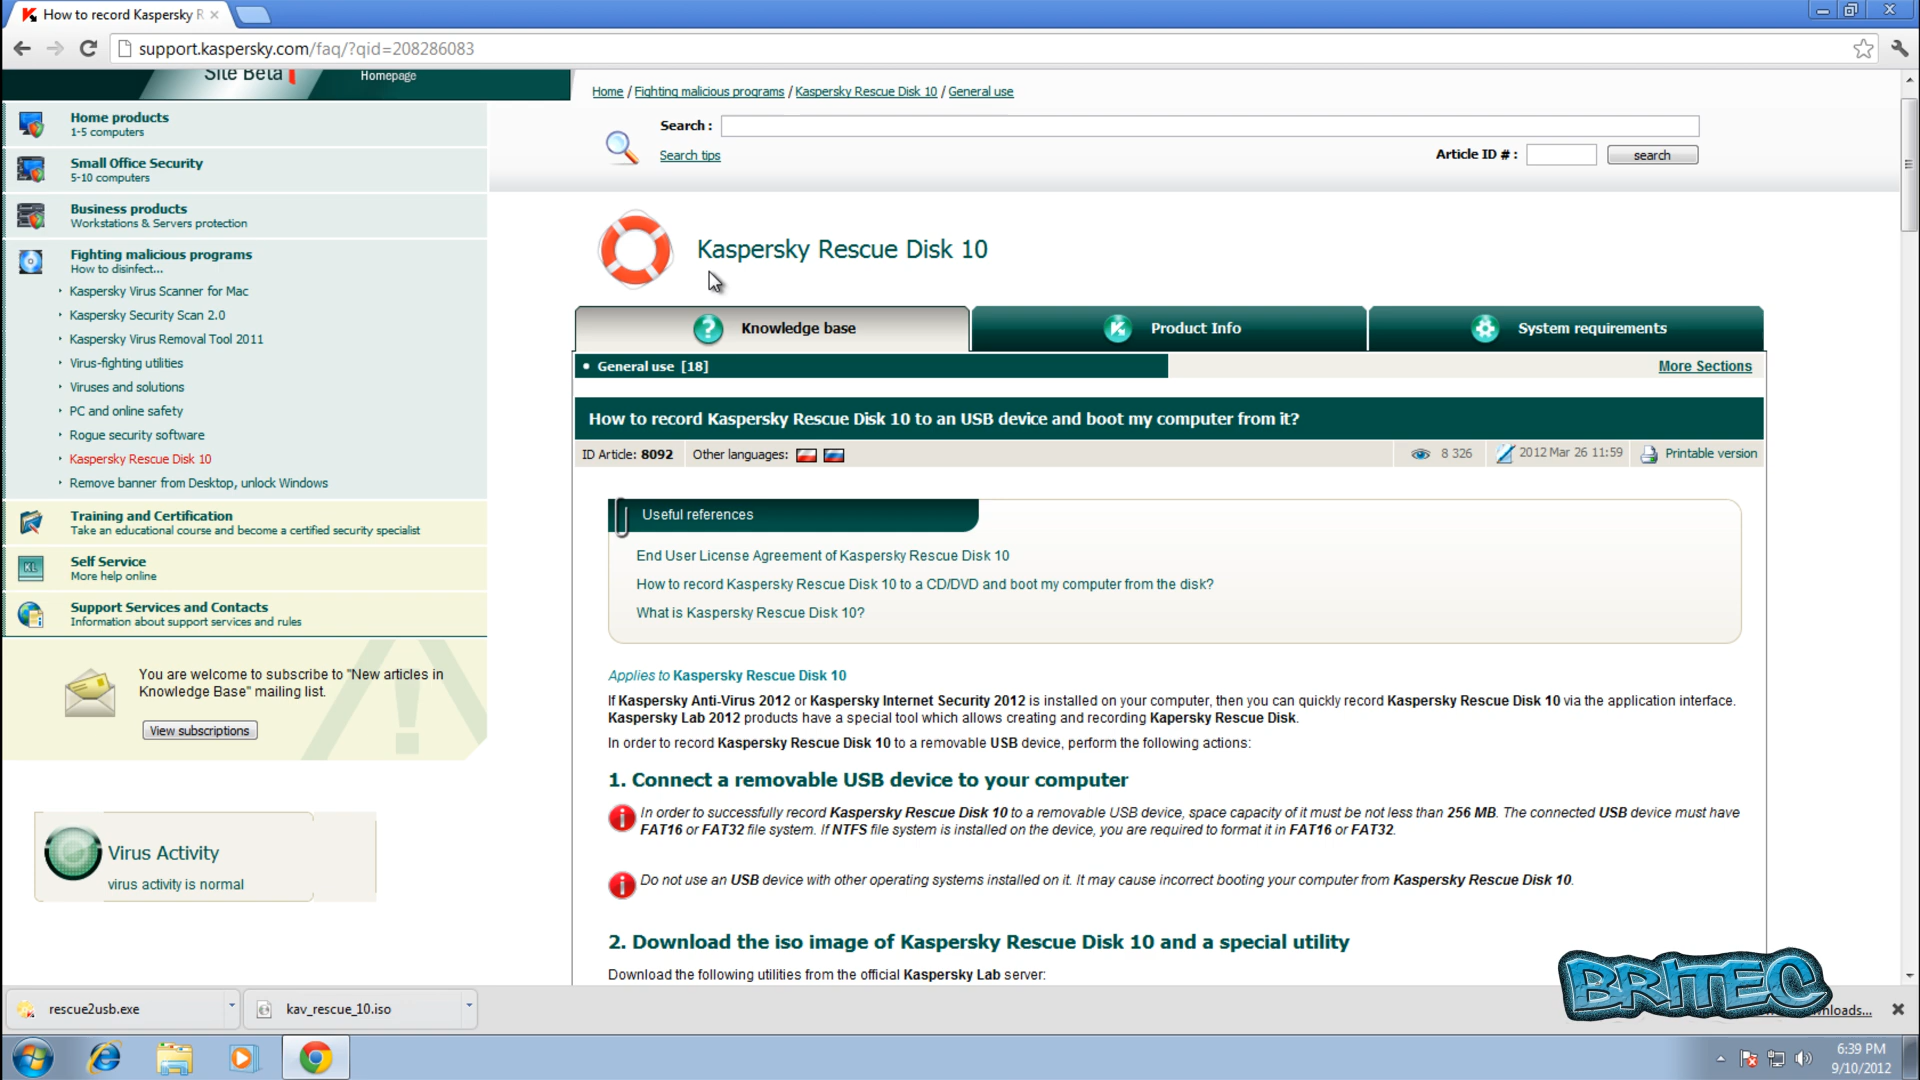 How to record Kaspersky R
support.kaspersky.com/faq/?qid=208286083
Site Beta
Homepage
Home products
1-5 computers
Small Office Security
5-10 computers
Business products
Workstations & Servers protection
Fighting malicious programs
How to disinfect...
Kaspersky Virus Scanner for Mac
Kaspersky Security Scan 2.0
Kaspersky Virus Removal Tool 2011
Virus-fighting utilities
Viruses and solutions
PC and online safety
Rogue security software
Kaspersky Rescue Disk 10
Remove banner from Desktop, unlock Windows
Training and Certification
Take an educational course and become a certified security specialist
KL
Self Service
More help online
Support Services and Contacts
Information about support services and rules
You are welcome to subscribe to "New articles in
Knowledge Base" mailing list.
View subscriptions
Virus Activity
virus activity is normal
Home / Fighting malicious programs / Kaspersky Rescue Disk 10 / General use
Search :
Search tips
Article ID # :
search
Kaspersky Rescue Disk 10
Knowledge base
Product Info
System requirements
• General use [18]
More Sections
How to record Kaspersky Rescue Disk 10 to an USB device and boot my computer from it?
ID Article: 8092
Other languages:
8 326
2012 Mar 26 11:59
Printable version
Useful references
End User License Agreement of Kaspersky Rescue Disk 10
How to record Kaspersky Rescue Disk 10 to a CD/DVD and boot my computer from the disk?
What is Kaspersky Rescue Disk 10?
Applies to Kaspersky Rescue Disk 10
If Kaspersky Anti-Virus 2012 or Kaspersky Internet Security 2012 is installed on your computer, then you can quickly record Kaspersky Rescue Disk 10 via the application interface.
Kaspersky Lab 2012 products have a special tool which allows creating and recording Kapersky Rescue Disk.
In order to record Kaspersky Rescue Disk 10 to a removable USB device, perform the following actions:
1. Connect a removable USB device to your computer
In order to successfully record Kaspersky Rescue Disk 10 to a removable USB device, space capacity of it must be not less than 256 MB. The connected USB device must have
FAT16 or FAT32 file system. If NTFS file system is installed on the device, you are required to format it in FAT16 or FAT32.
Do not use an USB device with other operating systems installed on it. It may cause incorrect booting your computer from Kaspersky Rescue Disk 10.
2. Download the iso image of Kaspersky Rescue Disk 10 and a special utility
Download the following utilities from the official Kaspersky Lab server:
BRITEC
rescue2usb.exe
kav_rescue_10.iso
nloads...
6:39 PM
9/10/2012